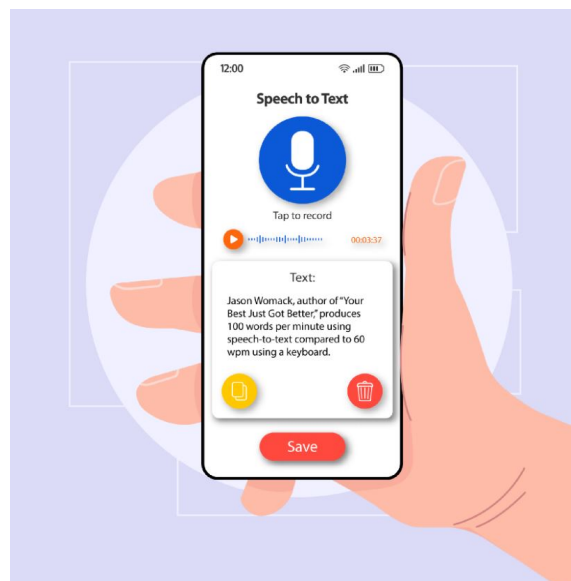 12:00
Speech to Text
Tap to record
00:03:37
Text:
Jason Womack, author of "Your
Best Just Got Better," produces
100 words per minute using
speech-to-text compared to 60
wpm using a keyboard.
Save